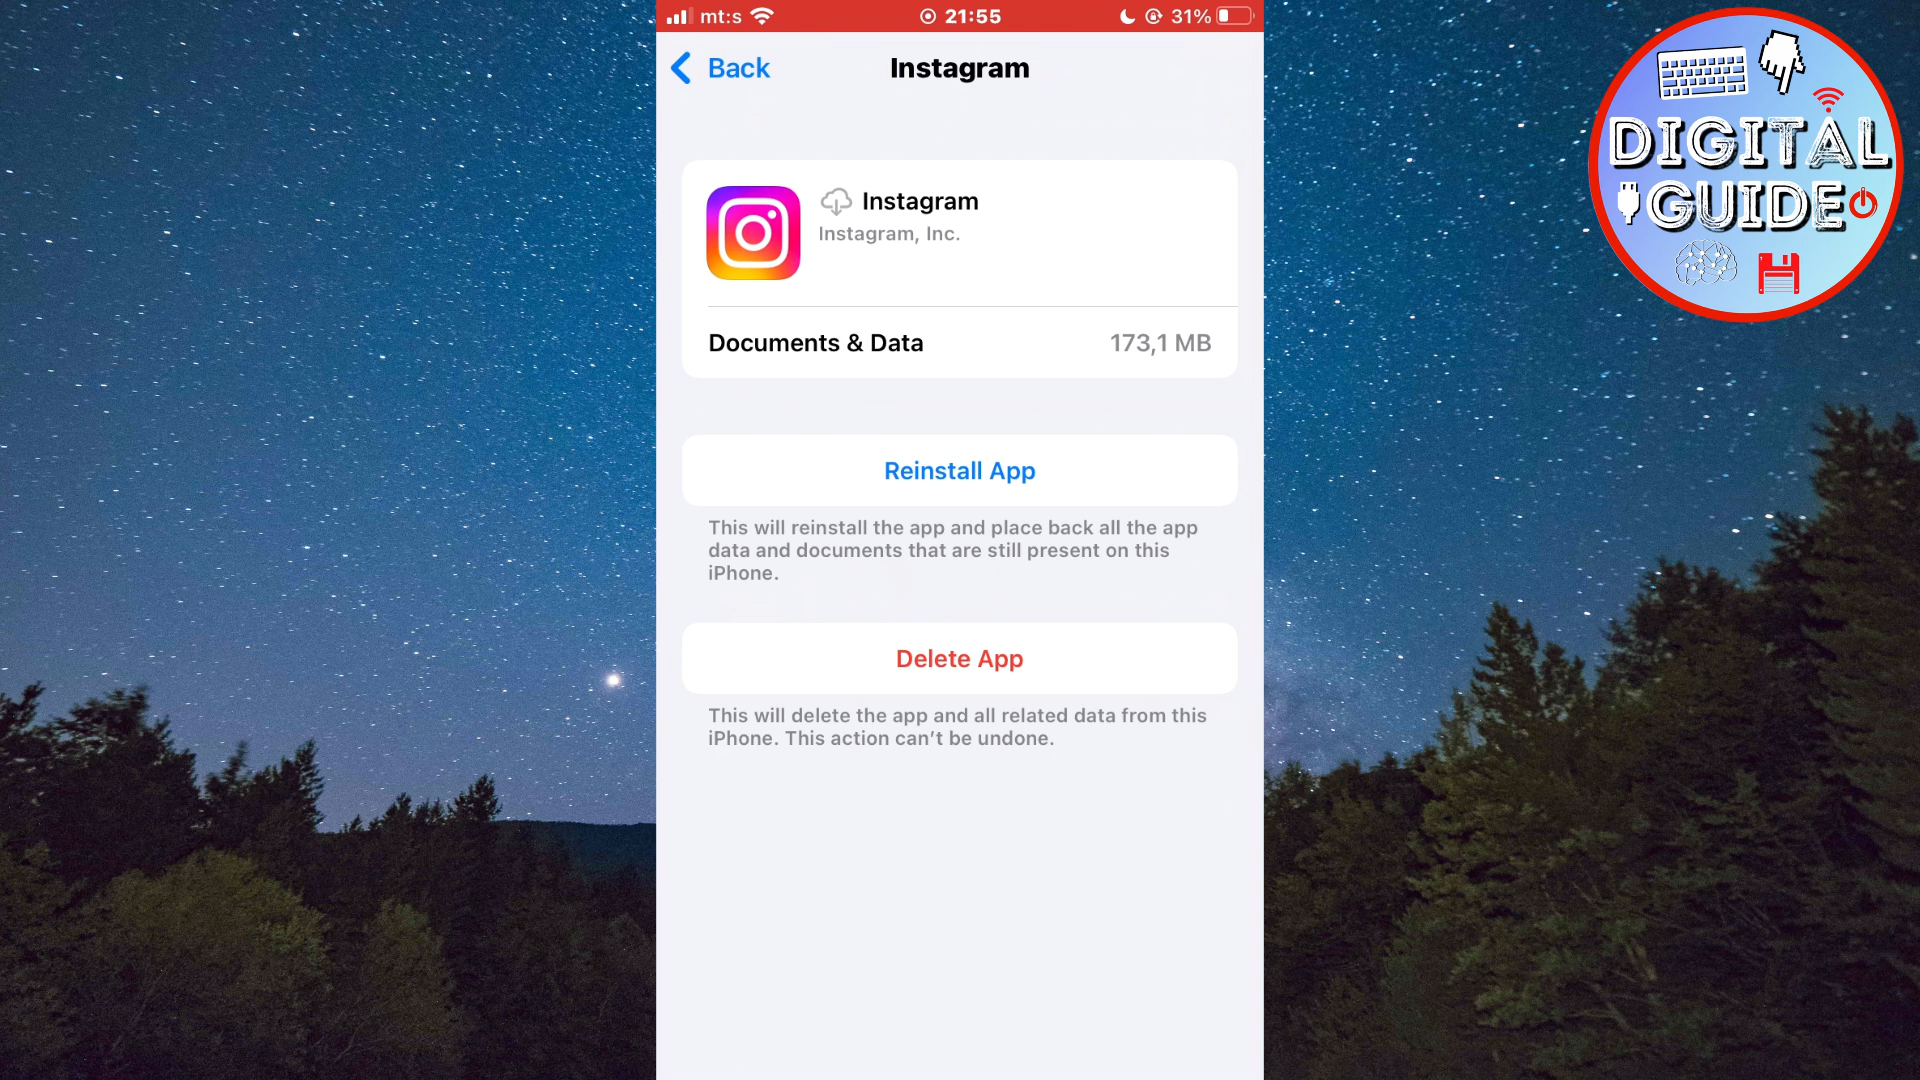 mt:s
21:55
31%
Back
Instagram
Instagram
Instagram, Inc.
Documents & Data 173,1 MB
Reinstall App
This will reinstall the app and place back all the app
data and documents that are still present on this
iPhone.
Delete App
This will delete the app and all related data from this
iPhone. This action can’t be undone.
DIGITAL
GUIDE